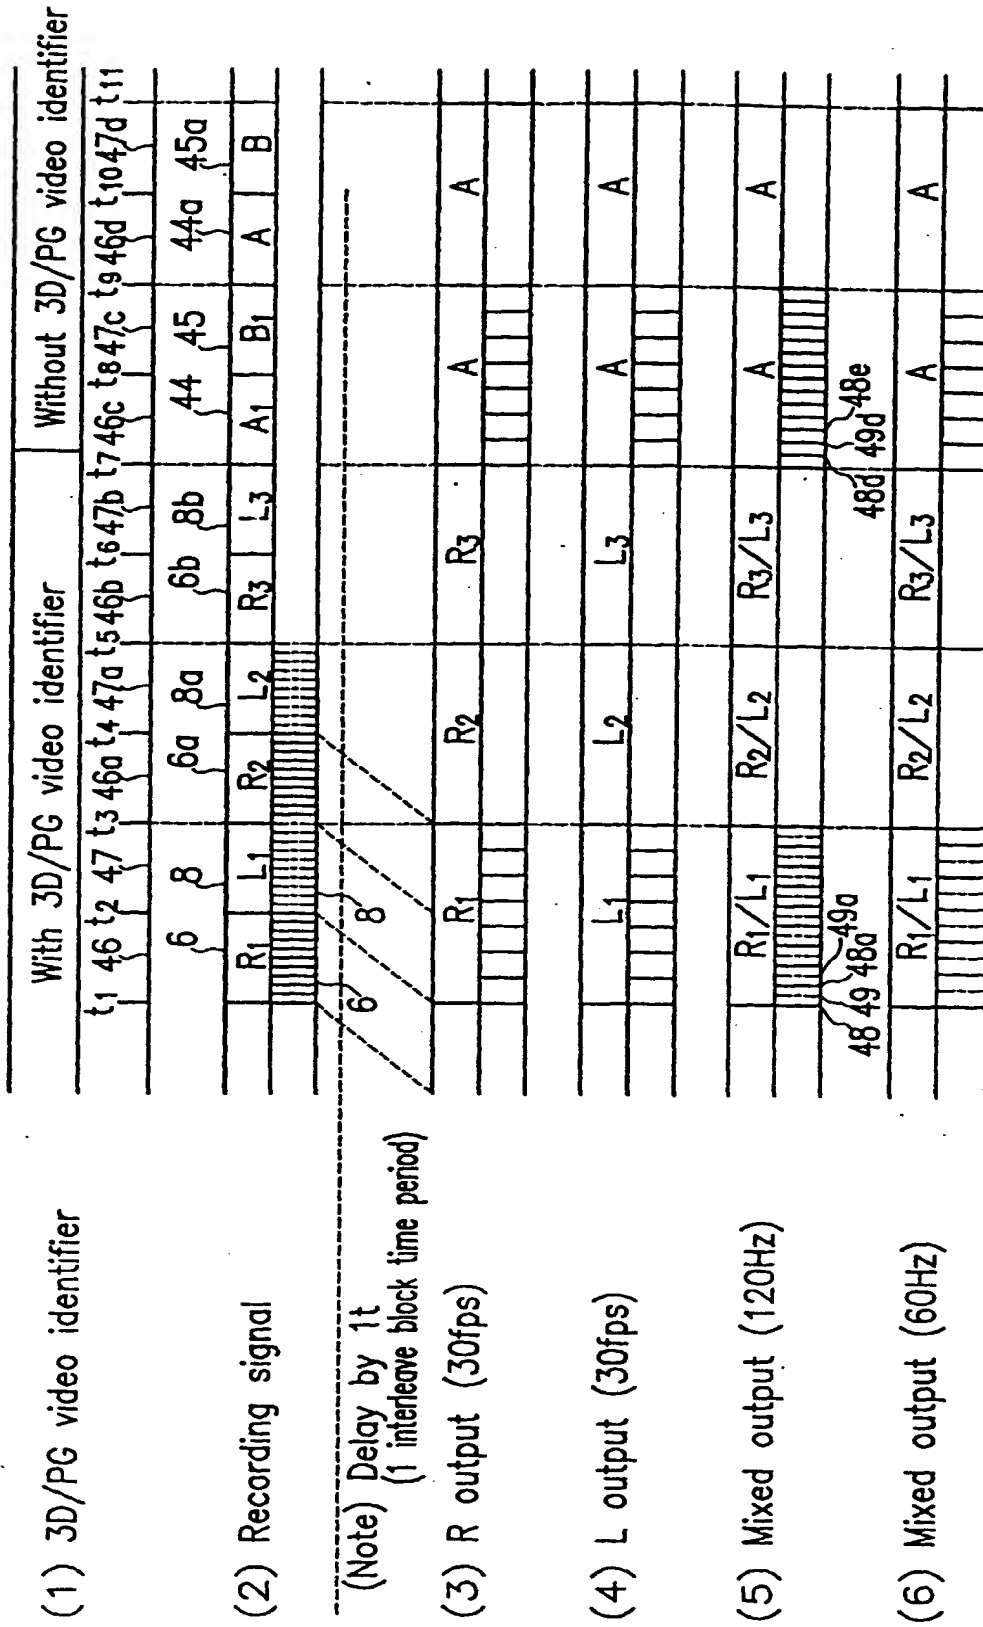 (1) 3D/PG video identifier
With 3D/PG video identifier
Without 3D/PG video identifier
t1 46 t2 47 t3 46a t4 47a t5 46b t6 47b t7 46c t8 47c t9 46d t10 47d t11
6 8 6a 8a 6b 8b 44 45 44a 45a
(2) Recording signal
R1 L1 R2 L2 R3 L3 A1 B1 A B
6 8
(Note) Delay by 1t
(1 interleave block time period)
(3) R output (30fps)
R1 R2 R3 A A
(4) L output (30fps)
L1 L2 L3 A A
(5) Mixed output (120Hz)
R1/L1 R2/L2 R3/L3 A A
48 49 48a 49a 48d 49d 48e
(6) Mixed output (60Hz)
R1/L1 R2/L2 R3/L3 A A